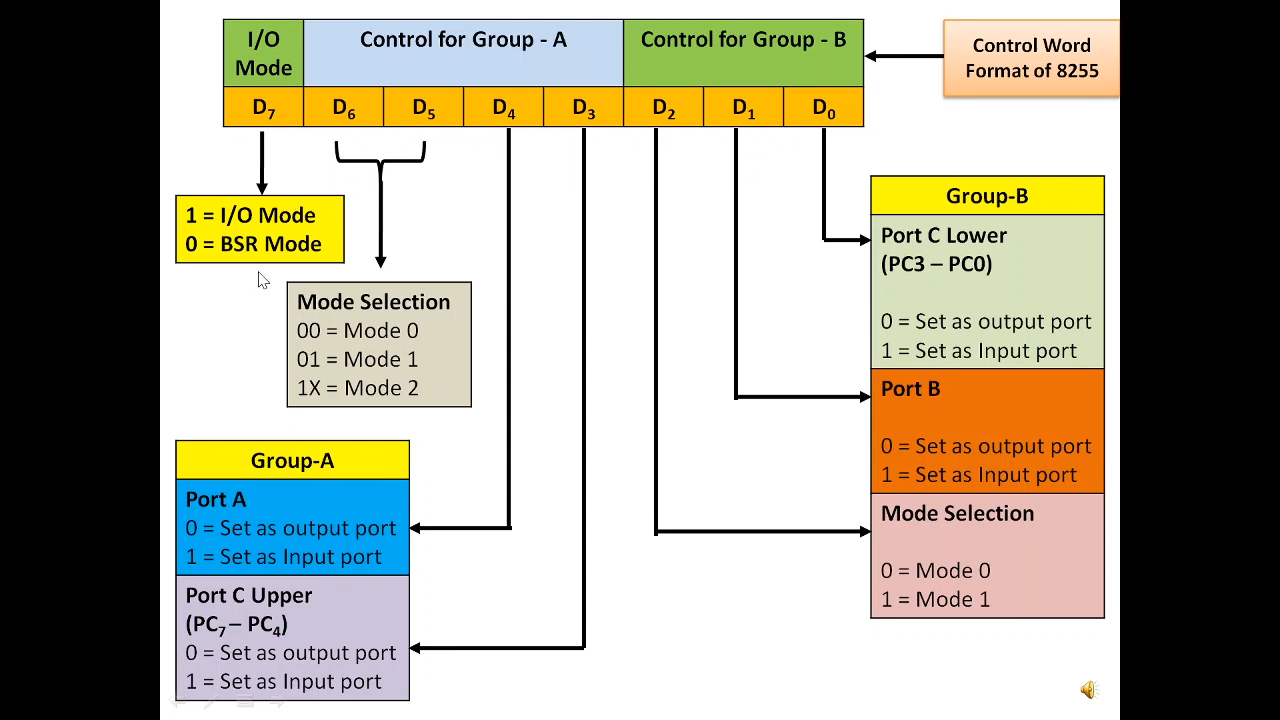 I/O
Mode
Control for Group - A
Control for Group - B
Control Word
Format of 8255
D7 D6 D5 D4 D3 D2 D1 D0
1 = I/O Mode
0 = BSR Mode
Mode Selection
00 = Mode 0
01 = Mode 1
1X = Mode 2
Group-A
Port A
0 = Set as output port
1 = Set as Input port
Port C Upper
(PC7 – PC4)
0 = Set as output port
1 = Set as Input port
Group-B
Port C Lower
(PC3 – PC0)
0 = Set as output port
1 = Set as Input port
Port B
0 = Set as output port
1 = Set as Input port
Mode Selection
0 = Mode 0
1 = Mode 1